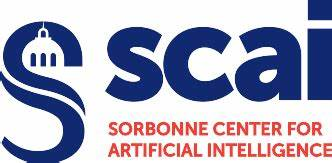 scai
SORBONNE CENTER FOR
ARTIFICIAL INTELLIGENCE